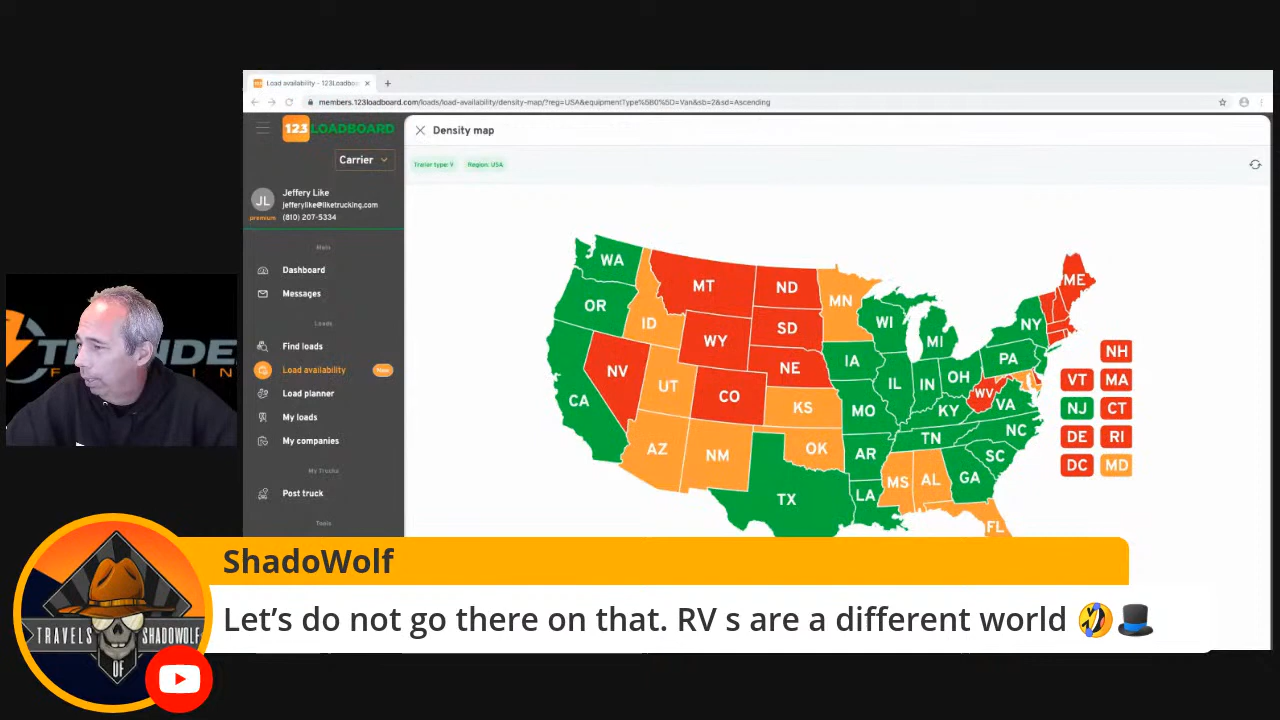 Load availability - 123Loadbo
members.123loadboard.com/loads/load-availability/density-map/?reg=USA&equipmentType%5B0%5D=Van&sb=2&sd=Ascending
123 LOADBOARD
Carrier
JL
premium
Jeffery Like
jefferylike@liketrucking.com
(810) 207-5334
Main
Dashboard
Messages
Loads
Find loads
Load availability New
Load planner
My loads
My companies
My Trucks
Post truck
Tools
Density map
Trailer type: V Region: USA
WA
MT
ND
MN
ME
OR
ID
SD
WI
MI
NY
WY
NE
IA
PA
NV
UT
CO
KS
IL
IN
OH
WV
VA
CA
MO
KY
NC
AZ
NM
OK
AR
TN
SC
TX
LA
MS
AL
GA
FL
NH
VT MA
NJ CT
DE RI
DC MD
ShadoWolf
Let’s do not go there on that. RV s are a different world 🤣🎩
TRAVELS
SHADOWOLF
OF